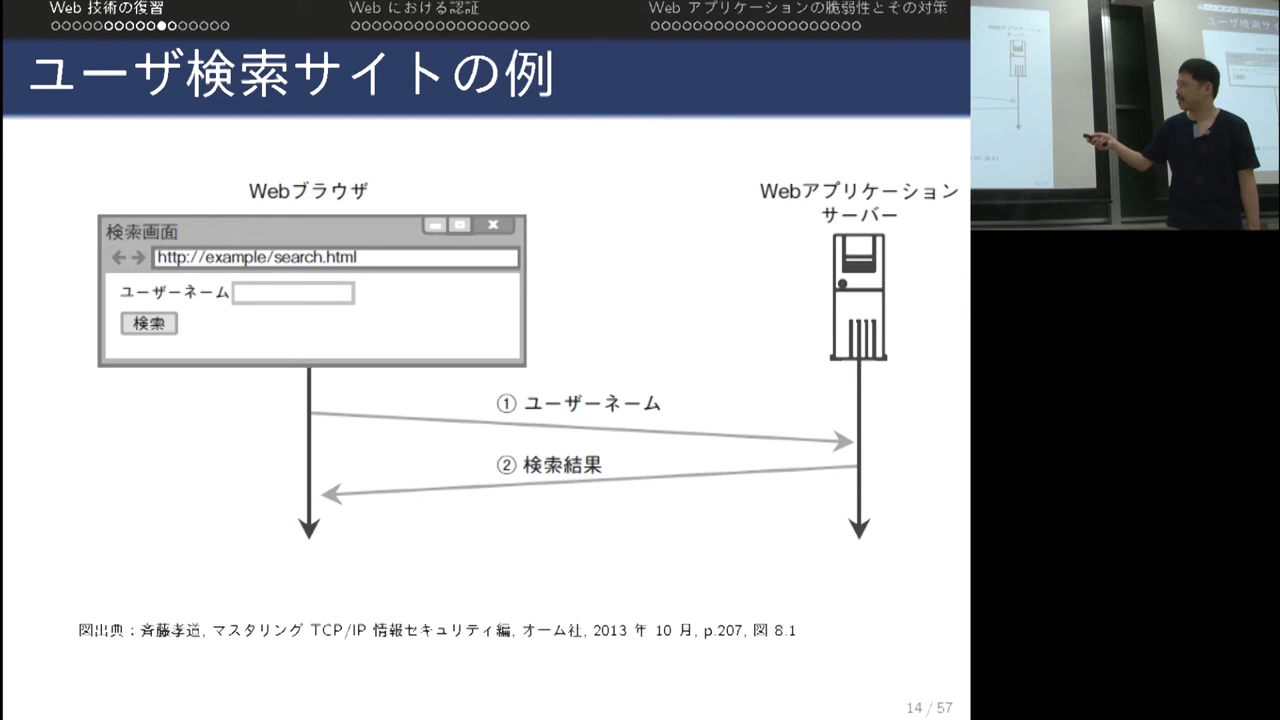 Web 技術の復習
Web における認証
Web アプリケーションの脆弱性とその対策
ユーザ検索サイトの例
Webブラウザ
Webアプリケーション
サーバー
検索画面
http://example/search.html
ユーザーネーム
検索
① ユーザーネーム
② 検索結果
図出典：斉藤孝道, マスタリング TCP/IP 情報セキュリティ編, オーム社, 2013 年 10 月, p.207, 図 8.1
14 / 57